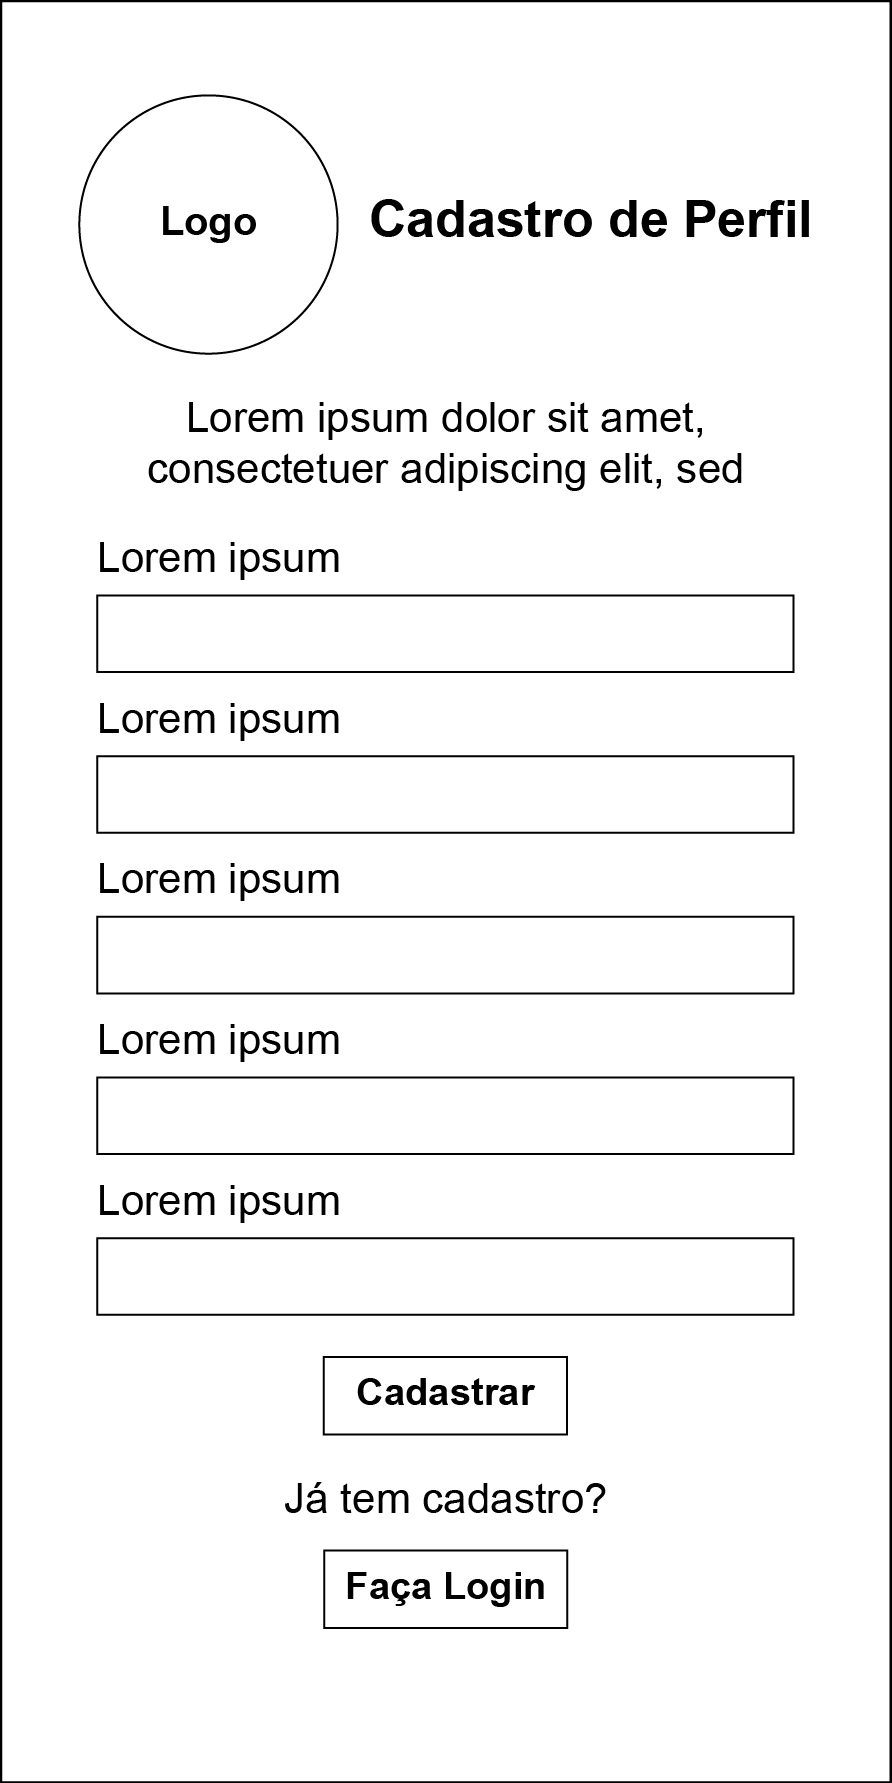 Logo
Cadastro de Perfil
Lorem ipsum dolor sit amet,
consectetuer adipiscing elit, sed
Lorem ipsum
Lorem ipsum
Lorem ipsum
Lorem ipsum
Lorem ipsum
Cadastrar
Já tem cadastro?
Faça Login